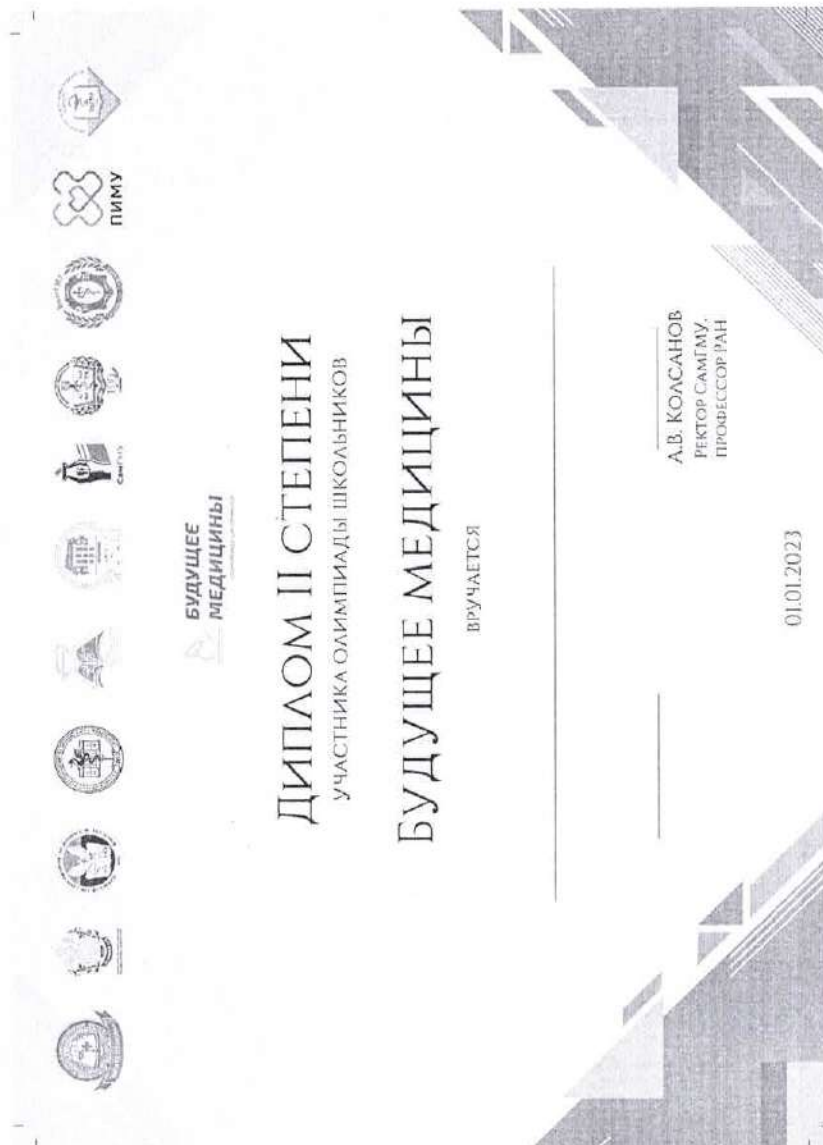 СамГМУ
ПИМУ
БУДУЩЕЕ
МЕДИЦИНЫ
ДИПЛОМ II СТЕПЕНИ
УЧАСТНИКА ОЛИМПИАДЫ ШКОЛЬНИКОВ
БУДУЩЕЕ МЕДИЦИНЫ
ВРУЧАЕТСЯ
А.В. КОЛСАНОВ
РЕКТОР САМГМУ,
ПРОФЕССОР РАН
01.01.2023